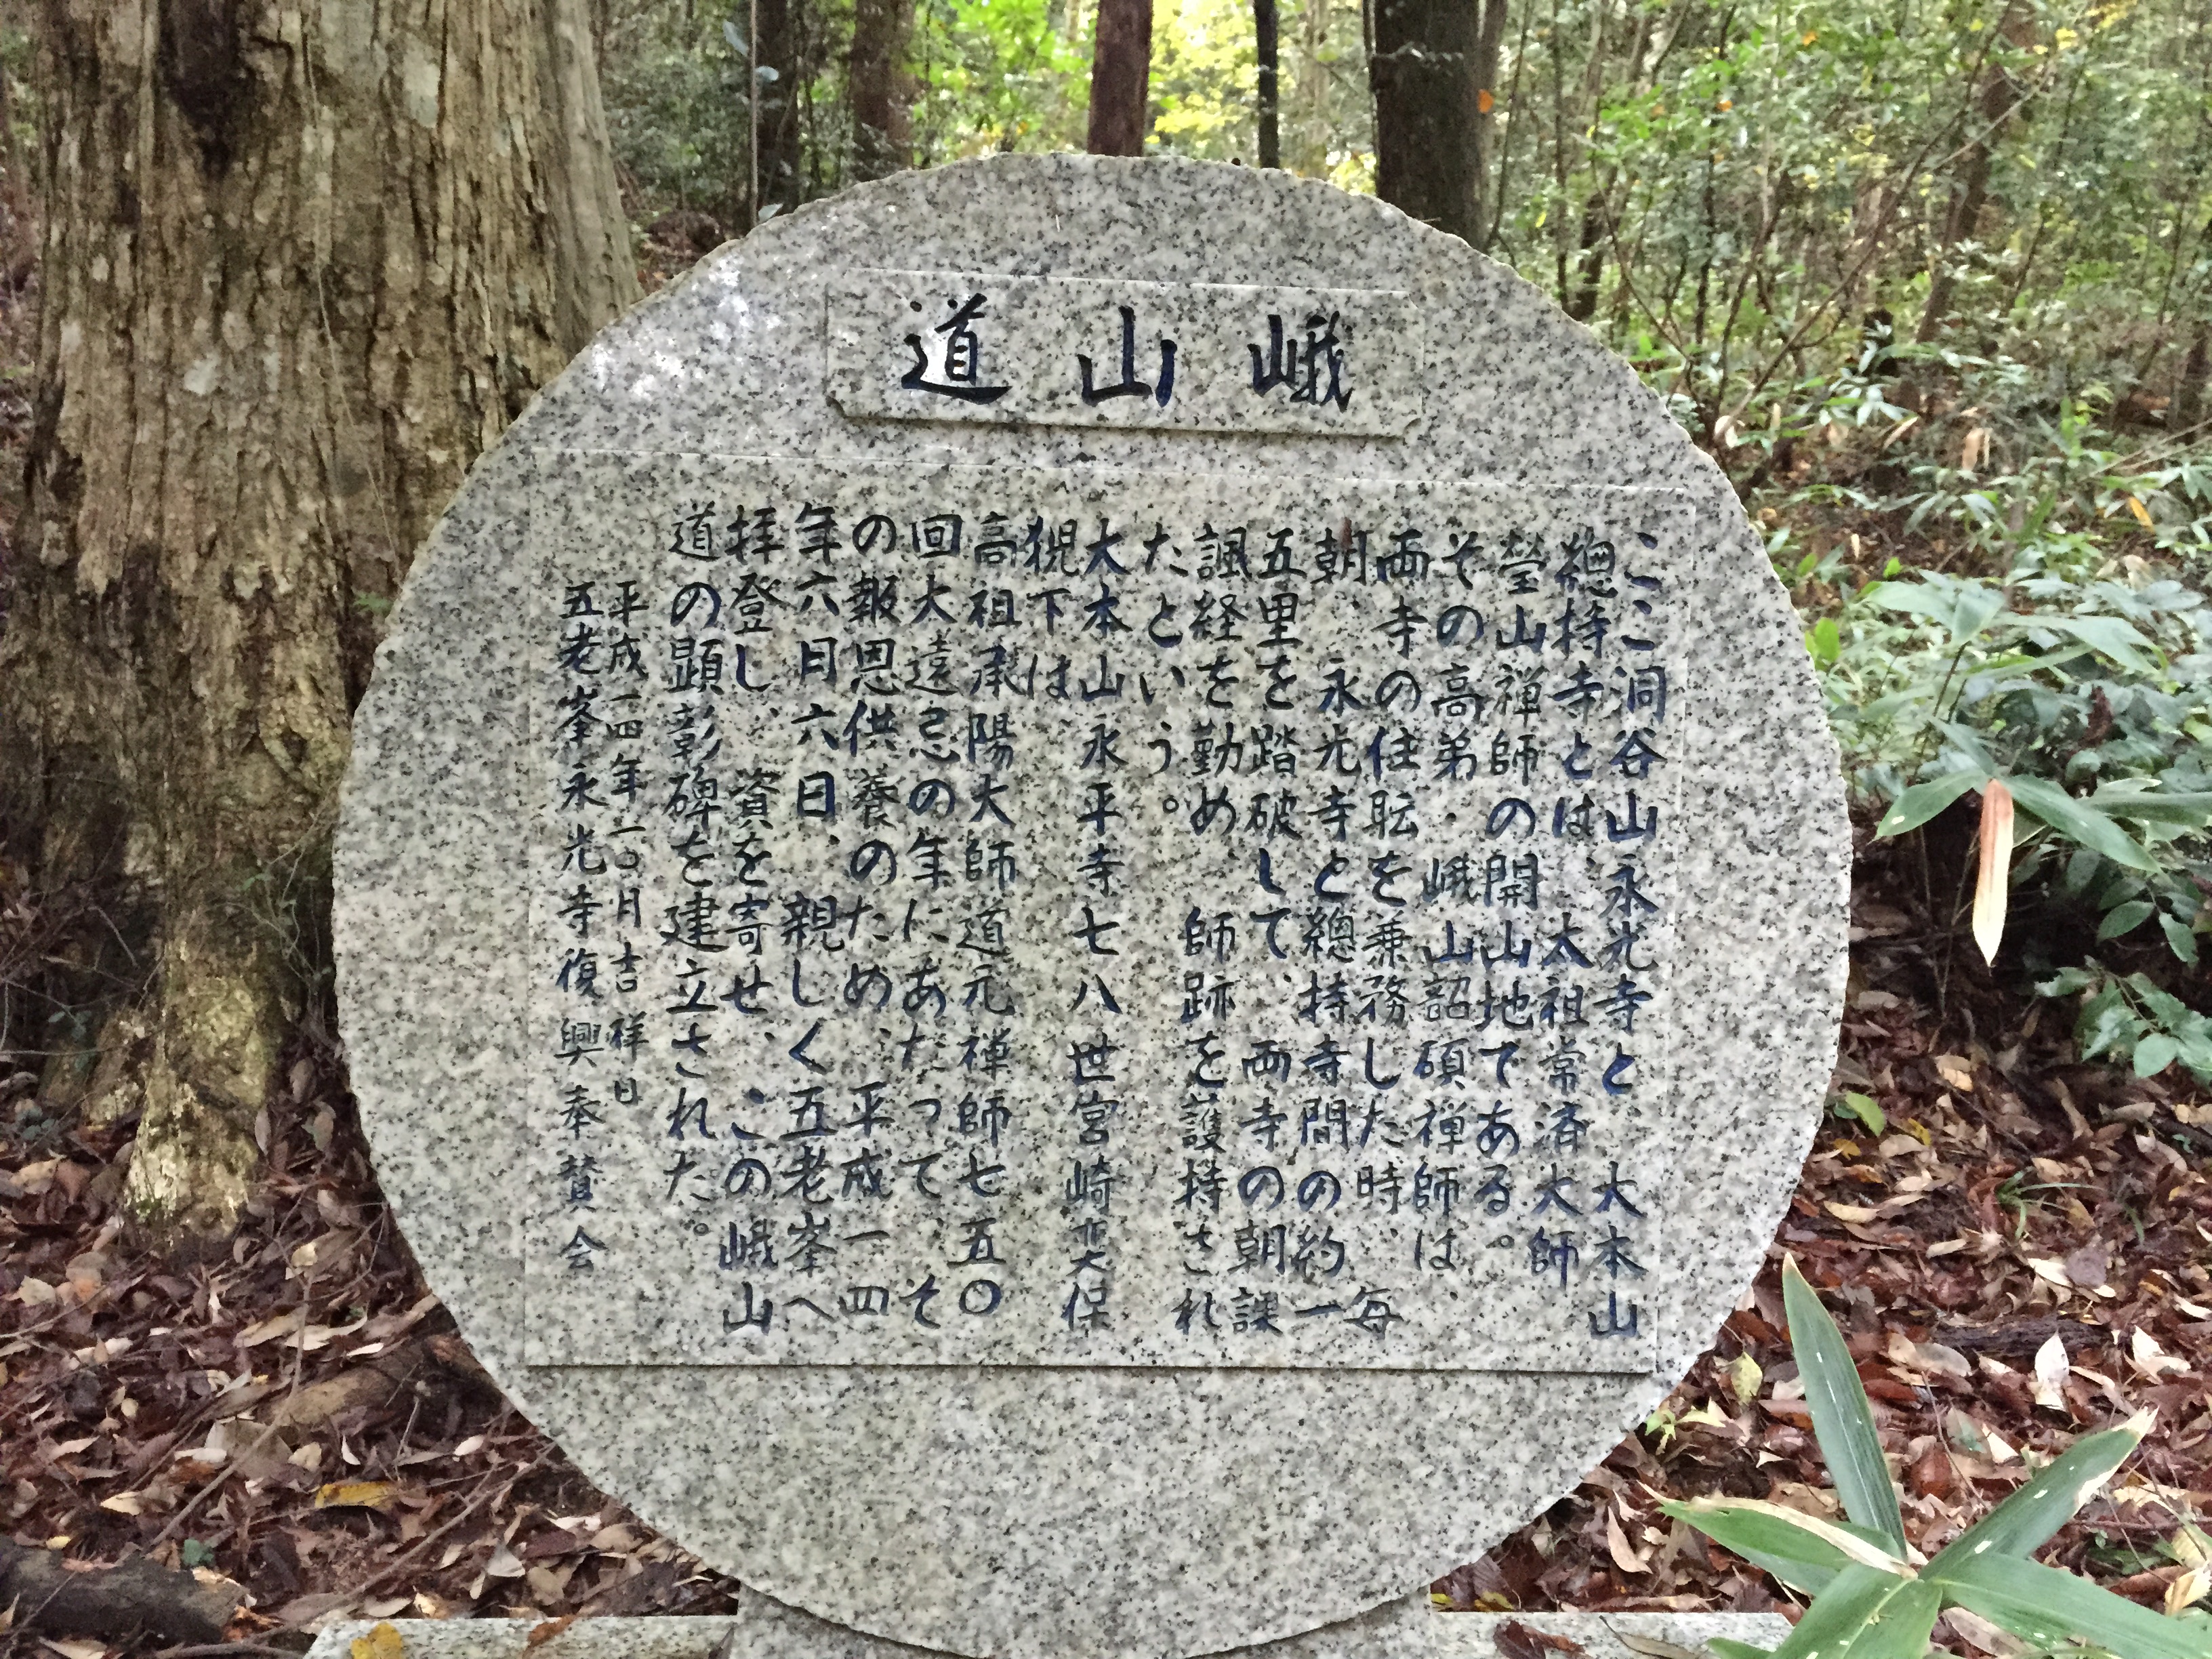 峨山道
ここ洞谷山永光寺と、大本山
總持寺とは、太祖常済大師
瑩山禅師の開山地である。
その高弟・峨山韶碩禅師は、
両寺の住職を兼務した時、毎
朝、永光寺と總持寺間の約一
五里を踏破して、両寺の朝課
諷経を勤め、師跡を護持され
たという。
大本山永平寺七八世宮崎奕保
猊下は、
高祖承陽大師道元禅師七五〇
回大遠忌の年にあたって、そ
の報恩供養のため、平成一四
年六月六日、親しく五老峯へ
拝登し、資を寄せ、この峨山
道の顕彰碑を建立された。
平成一四年一〇月吉祥日
五老峯永光寺復興奉賛会